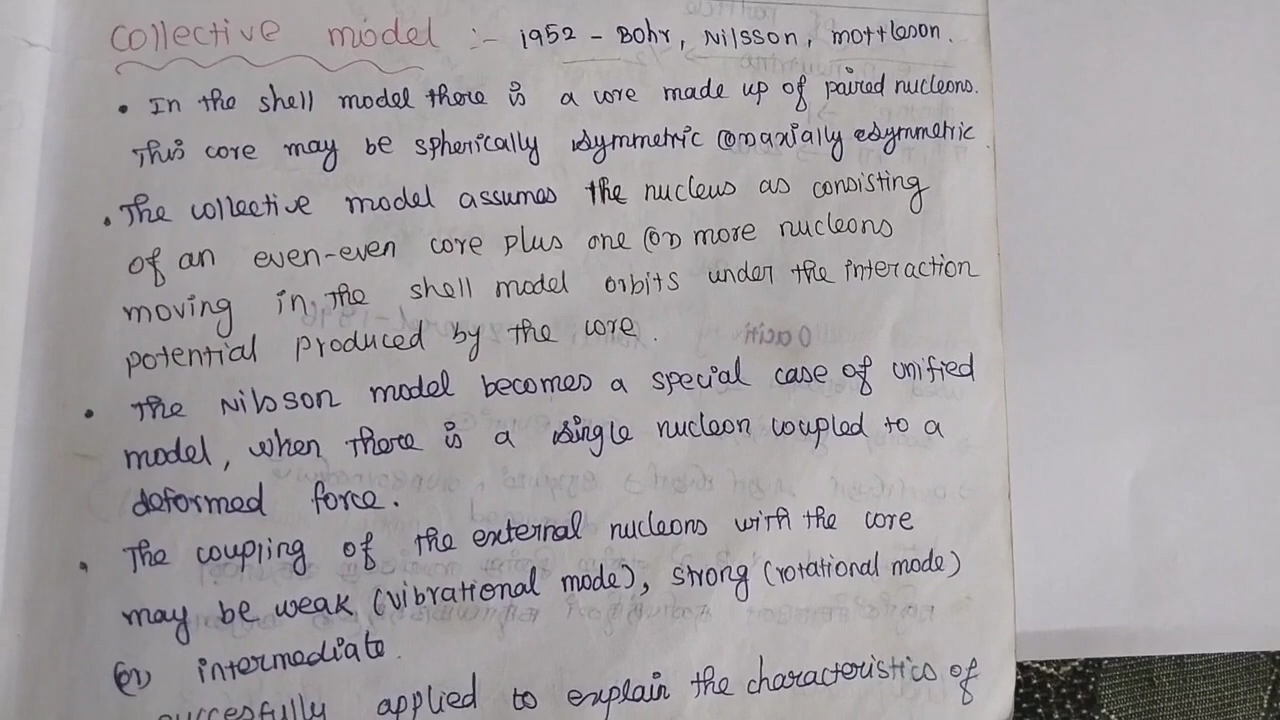 Collective model :- 1952 - Bohr, Nilsson, mottleson.
• In the shell model there is a core made up of paired nucleons.
This core may be spherically symmetric (or) axially symmetric
• The collective model assumes the nucleus as consisting
of an even-even core plus one (or) more nucleons
moving in the shell model orbits under the interaction
potential produced by the core.
• The Nilsson model becomes a special case of unified
model, when there is a single nucleon coupled to a
deformed force.
• The coupling of the external nucleons with the core
may be weak (vibrational mode), strong (rotational mode)
(or) intermediate.
successfully applied to explain the characteristics of